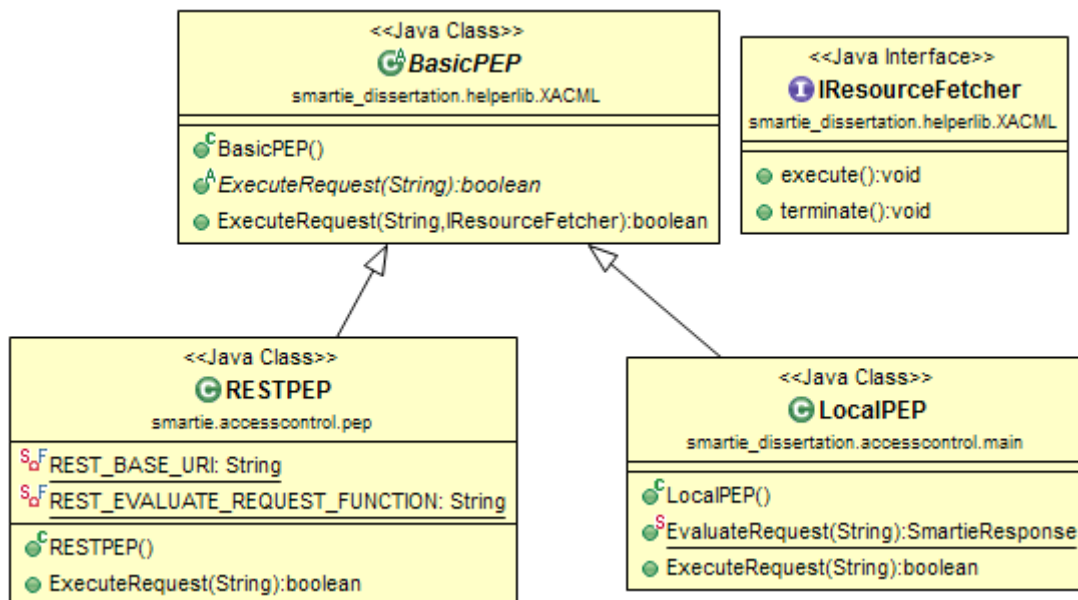 <<Java Class>>
BasicPEP
smartie_dissertation.helperlib.XACML
BasicPEP()
ExecuteRequest(String):boolean
ExecuteRequest(String,IResourceFetcher):boolean
<<Java Interface>>
IResourceFetcher
smartie_dissertation.helperlib.XACML
execute():void
terminate():void
<<Java Class>>
RESTPEP
smartie.accesscontrol.pep
REST_BASE_URI: String
REST_EVALUATE_REQUEST_FUNCTION: String
RESTPEP()
ExecuteRequest(String):boolean
<<Java Class>>
LocalPEP
smartie_dissertation.accesscontrol.main
LocalPEP()
EvaluateRequest(String):SmartieResponse
ExecuteRequest(String):boolean